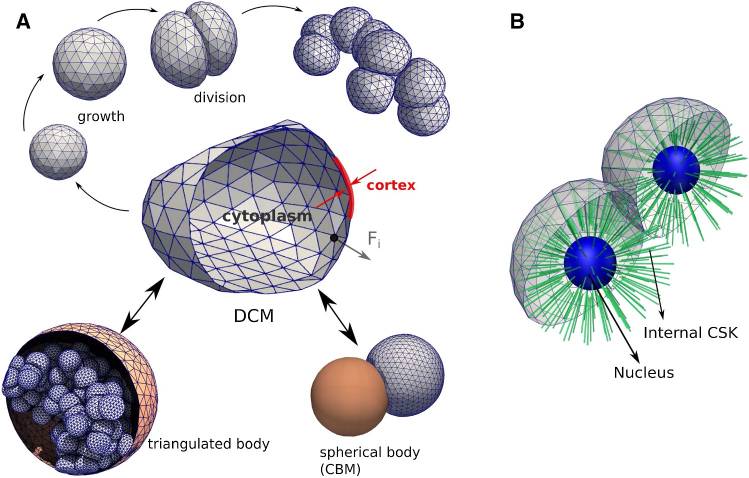 A
B
growth
division
cortex
cytoplasm
Fi
DCM
Internal CSK
Nucleus
triangulated body
spherical body
(CBM)